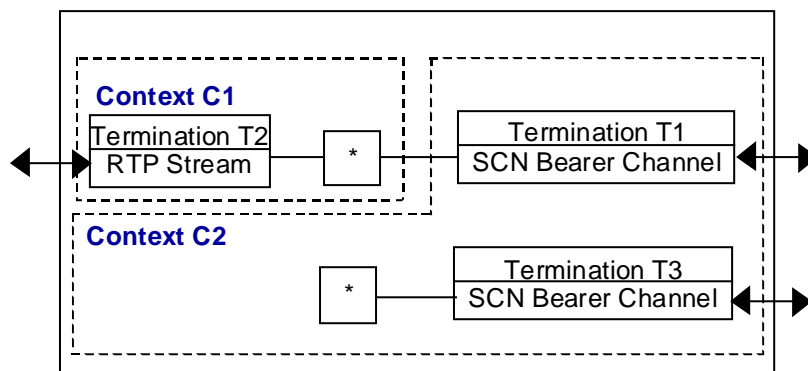 Context C1
Termination T2
RTP Stream
*
Termination T1
SCN Bearer Channel
Context C2
*
Termination T3
SCN Bearer Channel